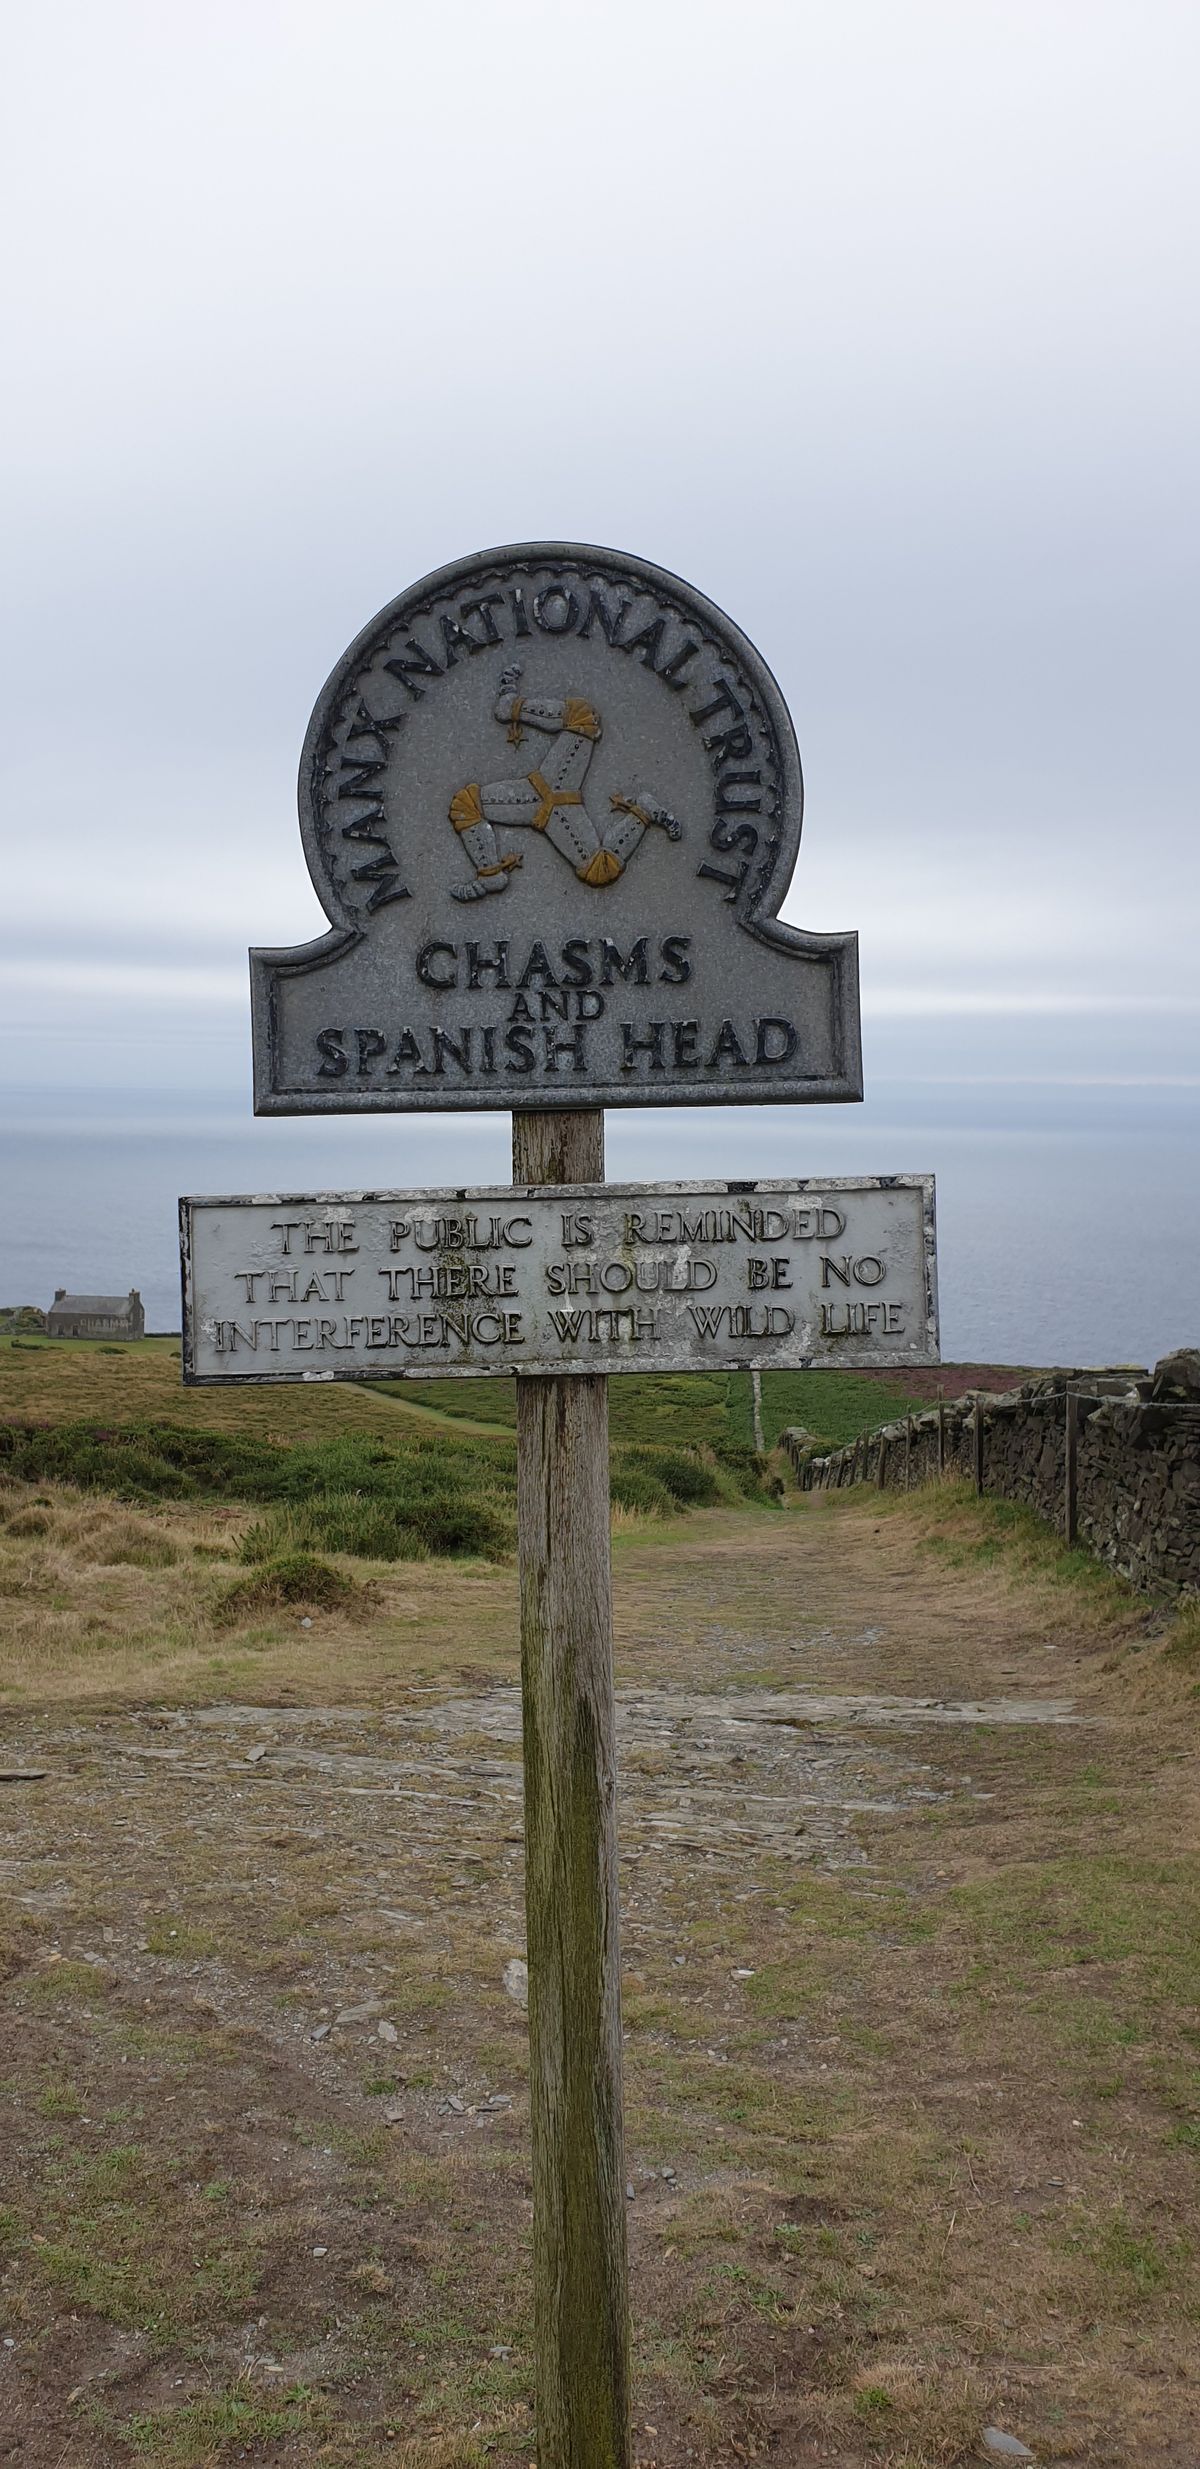 MANX NATIONAL TRUST
CHASMS
AND
SPANISH HEAD
THE PUBLIC IS REMINDED
THAT THERE SHOULD BE NO
INTERFERENCE WITH WILD LIFE